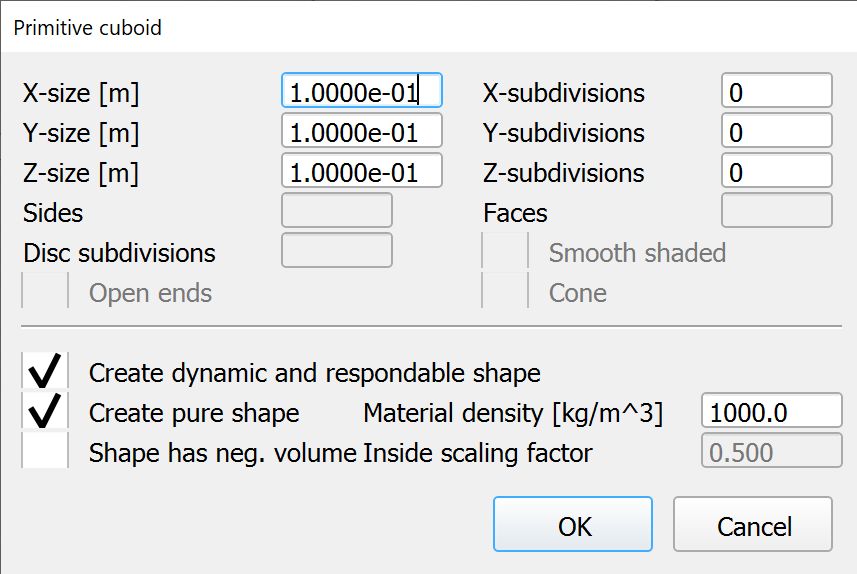 Primitive cuboid
X-size [m] 1.0000e-01 X-subdivisions 0
Y-size [m] 1.0000e-01 Y-subdivisions 0
Z-size [m] 1.0000e-01 Z-subdivisions 0
Sides Faces
Disc subdivisions Smooth shaded
Open ends Cone
Create dynamic and respondable shape
Create pure shape Material density [kg/m^3] 1000.0
Shape has neg. volume Inside scaling factor 0.500
OK Cancel